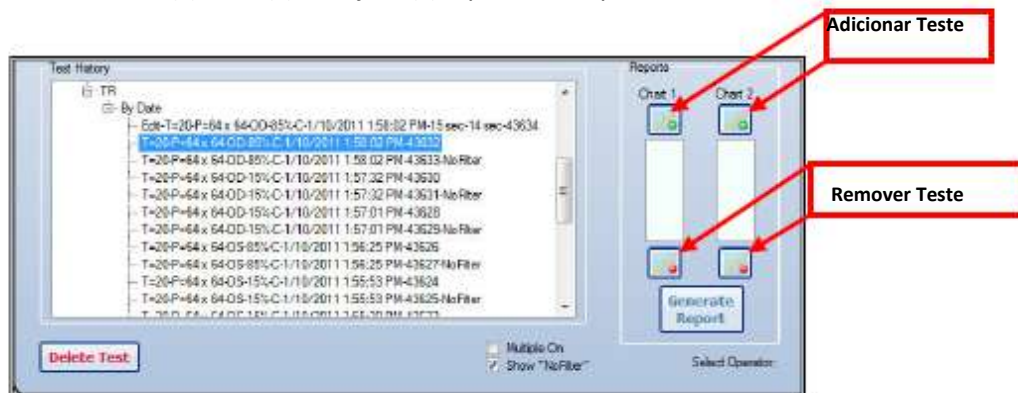 Adicionar Teste
Test History
Reports
TR
Chart 1
Chart 2
By Date
Edit-T=20-P=64 x 64-OD-85%-C-1/10/2011 1:58:02 PM-15 sec-14 sec-43634
T=20-P=64 x 64-OD-85%-C-1/10/2011 1:58:02 PM-43632
T=20-P=64 x 64-OD-85%-C-1/10/2011 1:58:02 PM-43633-NoFilter
T=20-P=64 x 64-OD-15%-C-1/10/2011 1:57:32 PM-43630
T=20-P=64 x 64-OD-15%-C-1/10/2011 1:57:32 PM-43631-NoFilter
T=20-P=64 x 64-OD-15%-C-1/10/2011 1:57:01 PM-43628
T=20-P=64 x 64-OD-15%-C-1/10/2011 1:57:01 PM-43629-NoFilter
T=20-P=64 x 64-OS-85%-C-1/10/2011 1:56:25 PM-43626
T=20-P=64 x 64-OS-85%-C-1/10/2011 1:56:25 PM-43627-NoFilter
T=20-P=64 x 64-OS-15%-C-1/10/2011 1:55:53 PM-43624
T=20-P=64 x 64-OS-15%-C-1/10/2011 1:55:53 PM-43625-NoFilter
Remover Teste
Generate
Report
Delete Test
Multiple On
Show "NoFilter"
Select Operator: